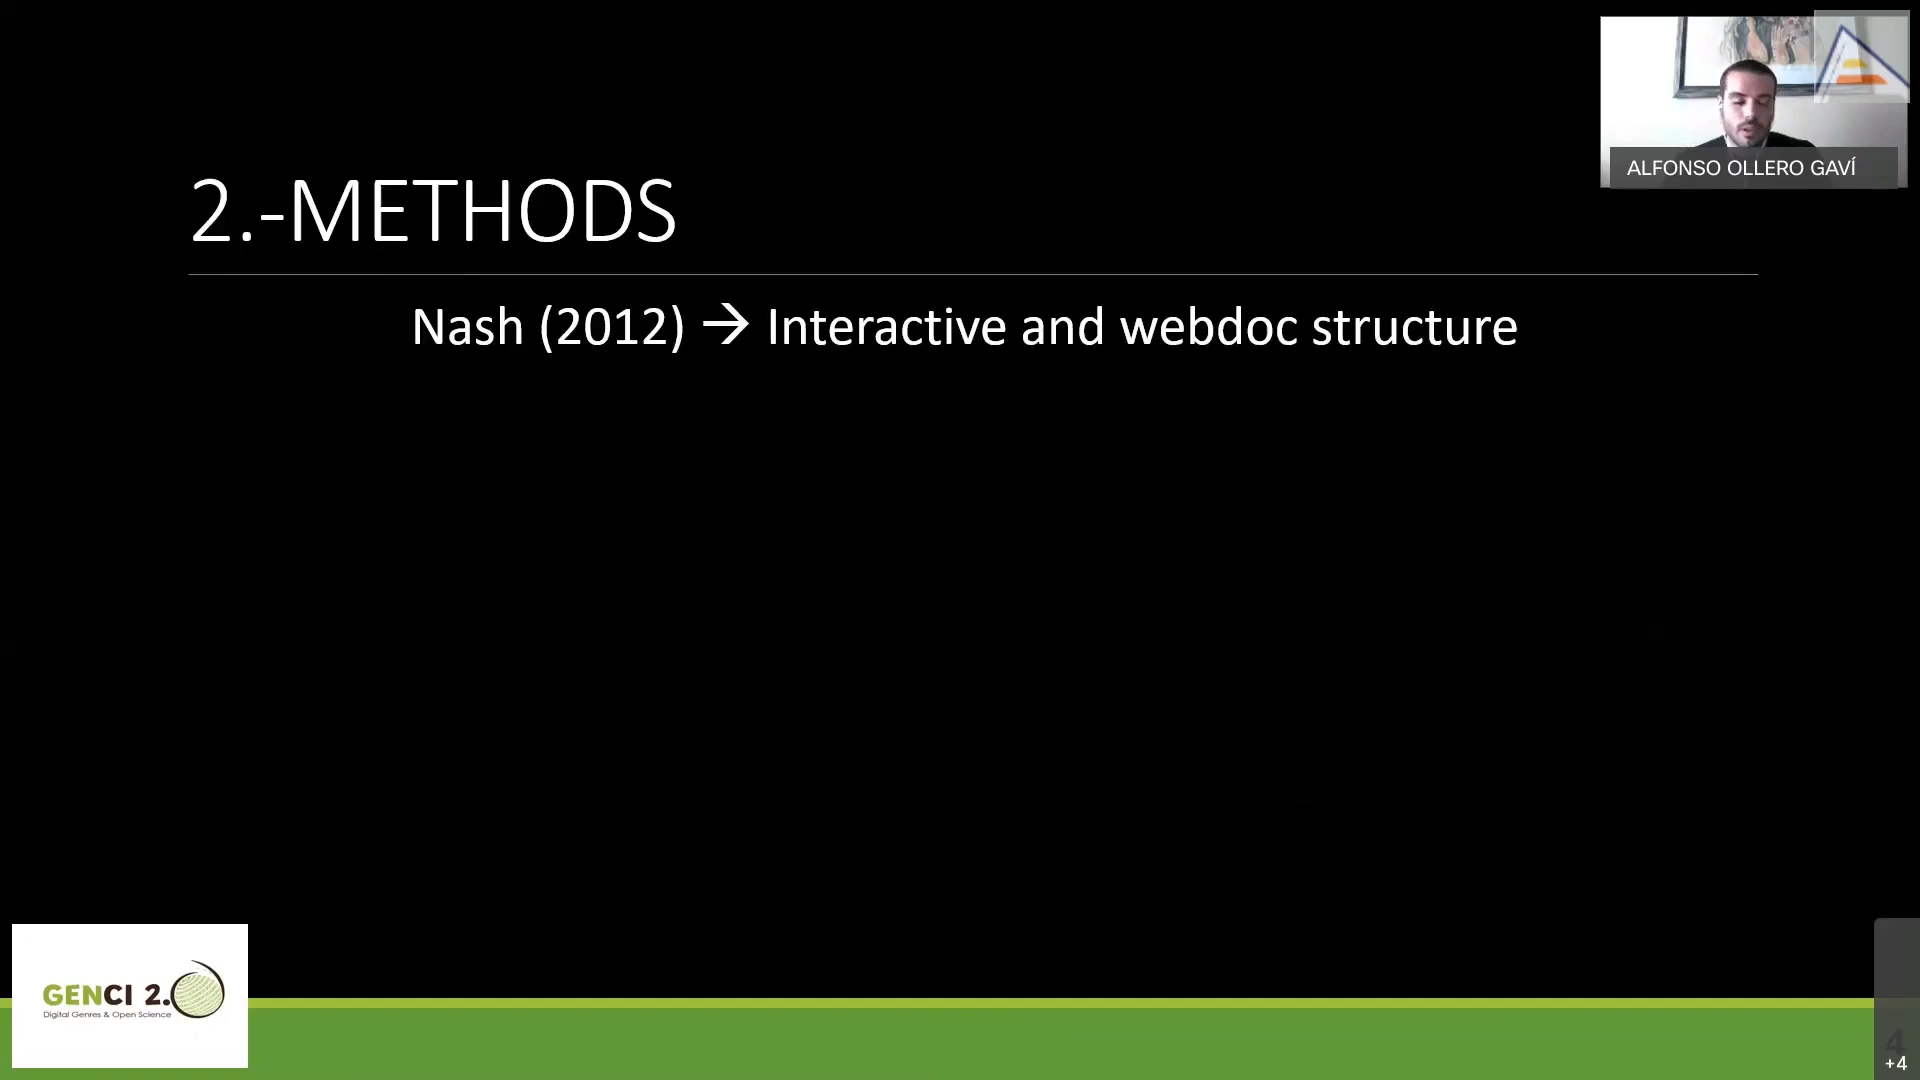 ALFONSO OLLERO GAVÍ
2.-METHODS
Nash (2012) → Interactive and webdoc structure
GENCI 2.0
Digital Genres & Open Science
4
+4